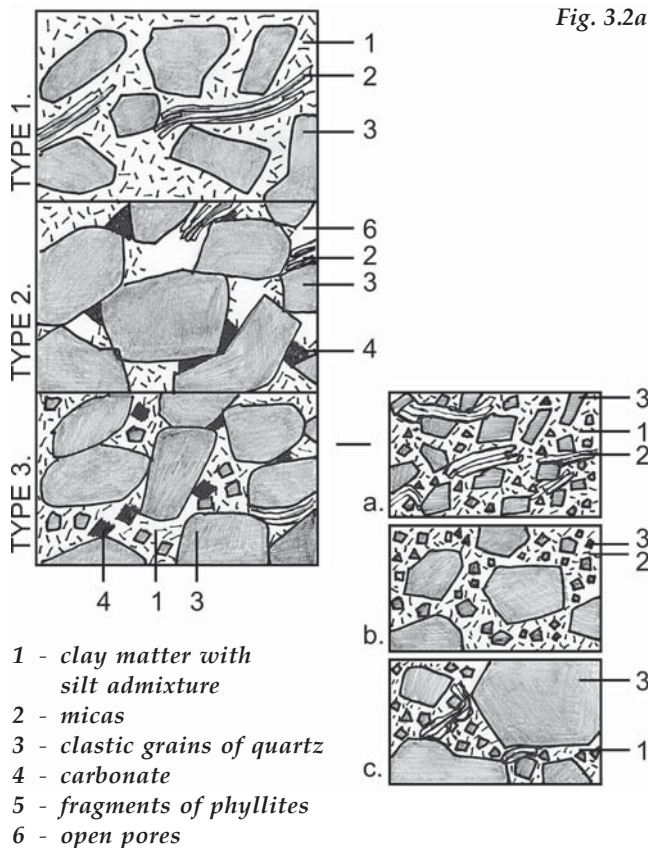 Fig. 3.2a
TYPE 1.
1
2
3
TYPE 2.
6
2
3
4
TYPE 3.
4 1 3
a.
3
1
2
b.
3
2
c.
3
1
1 - clay matter with
silt admixture
2 - micas
3 - clastic grains of quartz
4 - carbonate
5 - fragments of phyllites
6 - open pores